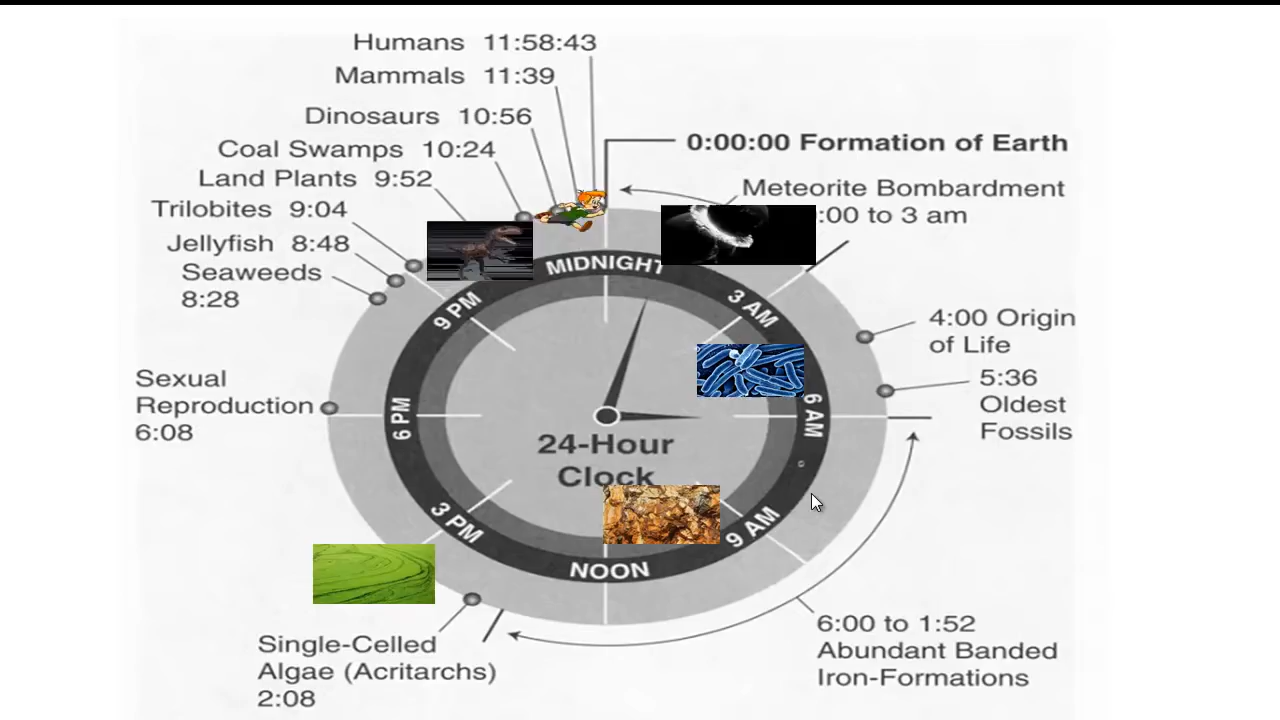 Humans 11:58:43
Mammals 11:39
Dinosaurs 10:56
Coal Swamps 10:24
Land Plants 9:52
Trilobites 9:04
Jellyfish 8:48
Seaweeds
8:28
Sexual
Reproduction
6:08
Single-Celled
Algae (Acritarchs)
2:08
0:00:00 Formation of Earth
Meteorite Bombardment
:00 to 3 am
4:00 Origin
of Life
5:36
Oldest
Fossils
6:00 to 1:52
Abundant Banded
Iron-Formations
MIDNIGHT
3 AM
6 AM
9 AM
NOON
3 PM
6 PM
9 PM
24-Hour
Clock